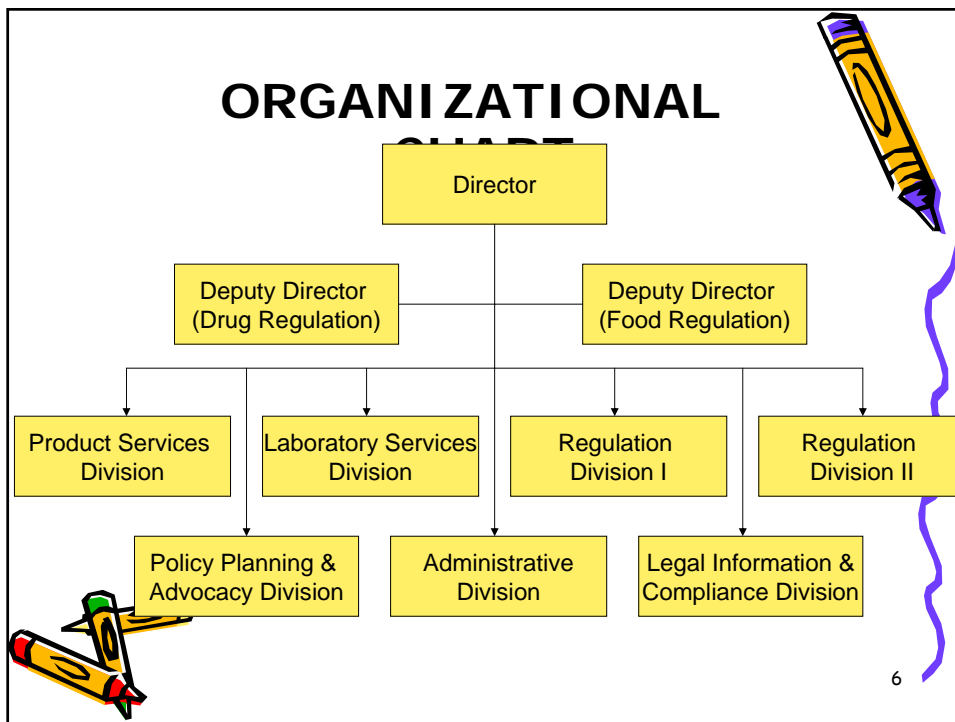 ORGANIZATIONAL
CHART
Director
Deputy Director
(Drug Regulation)
Deputy Director
(Food Regulation)
Product Services
Division
Laboratory Services
Division
Regulation
Division I
Regulation
Division II
Policy Planning &
Advocacy Division
Administrative
Division
Legal Information &
Compliance Division
6